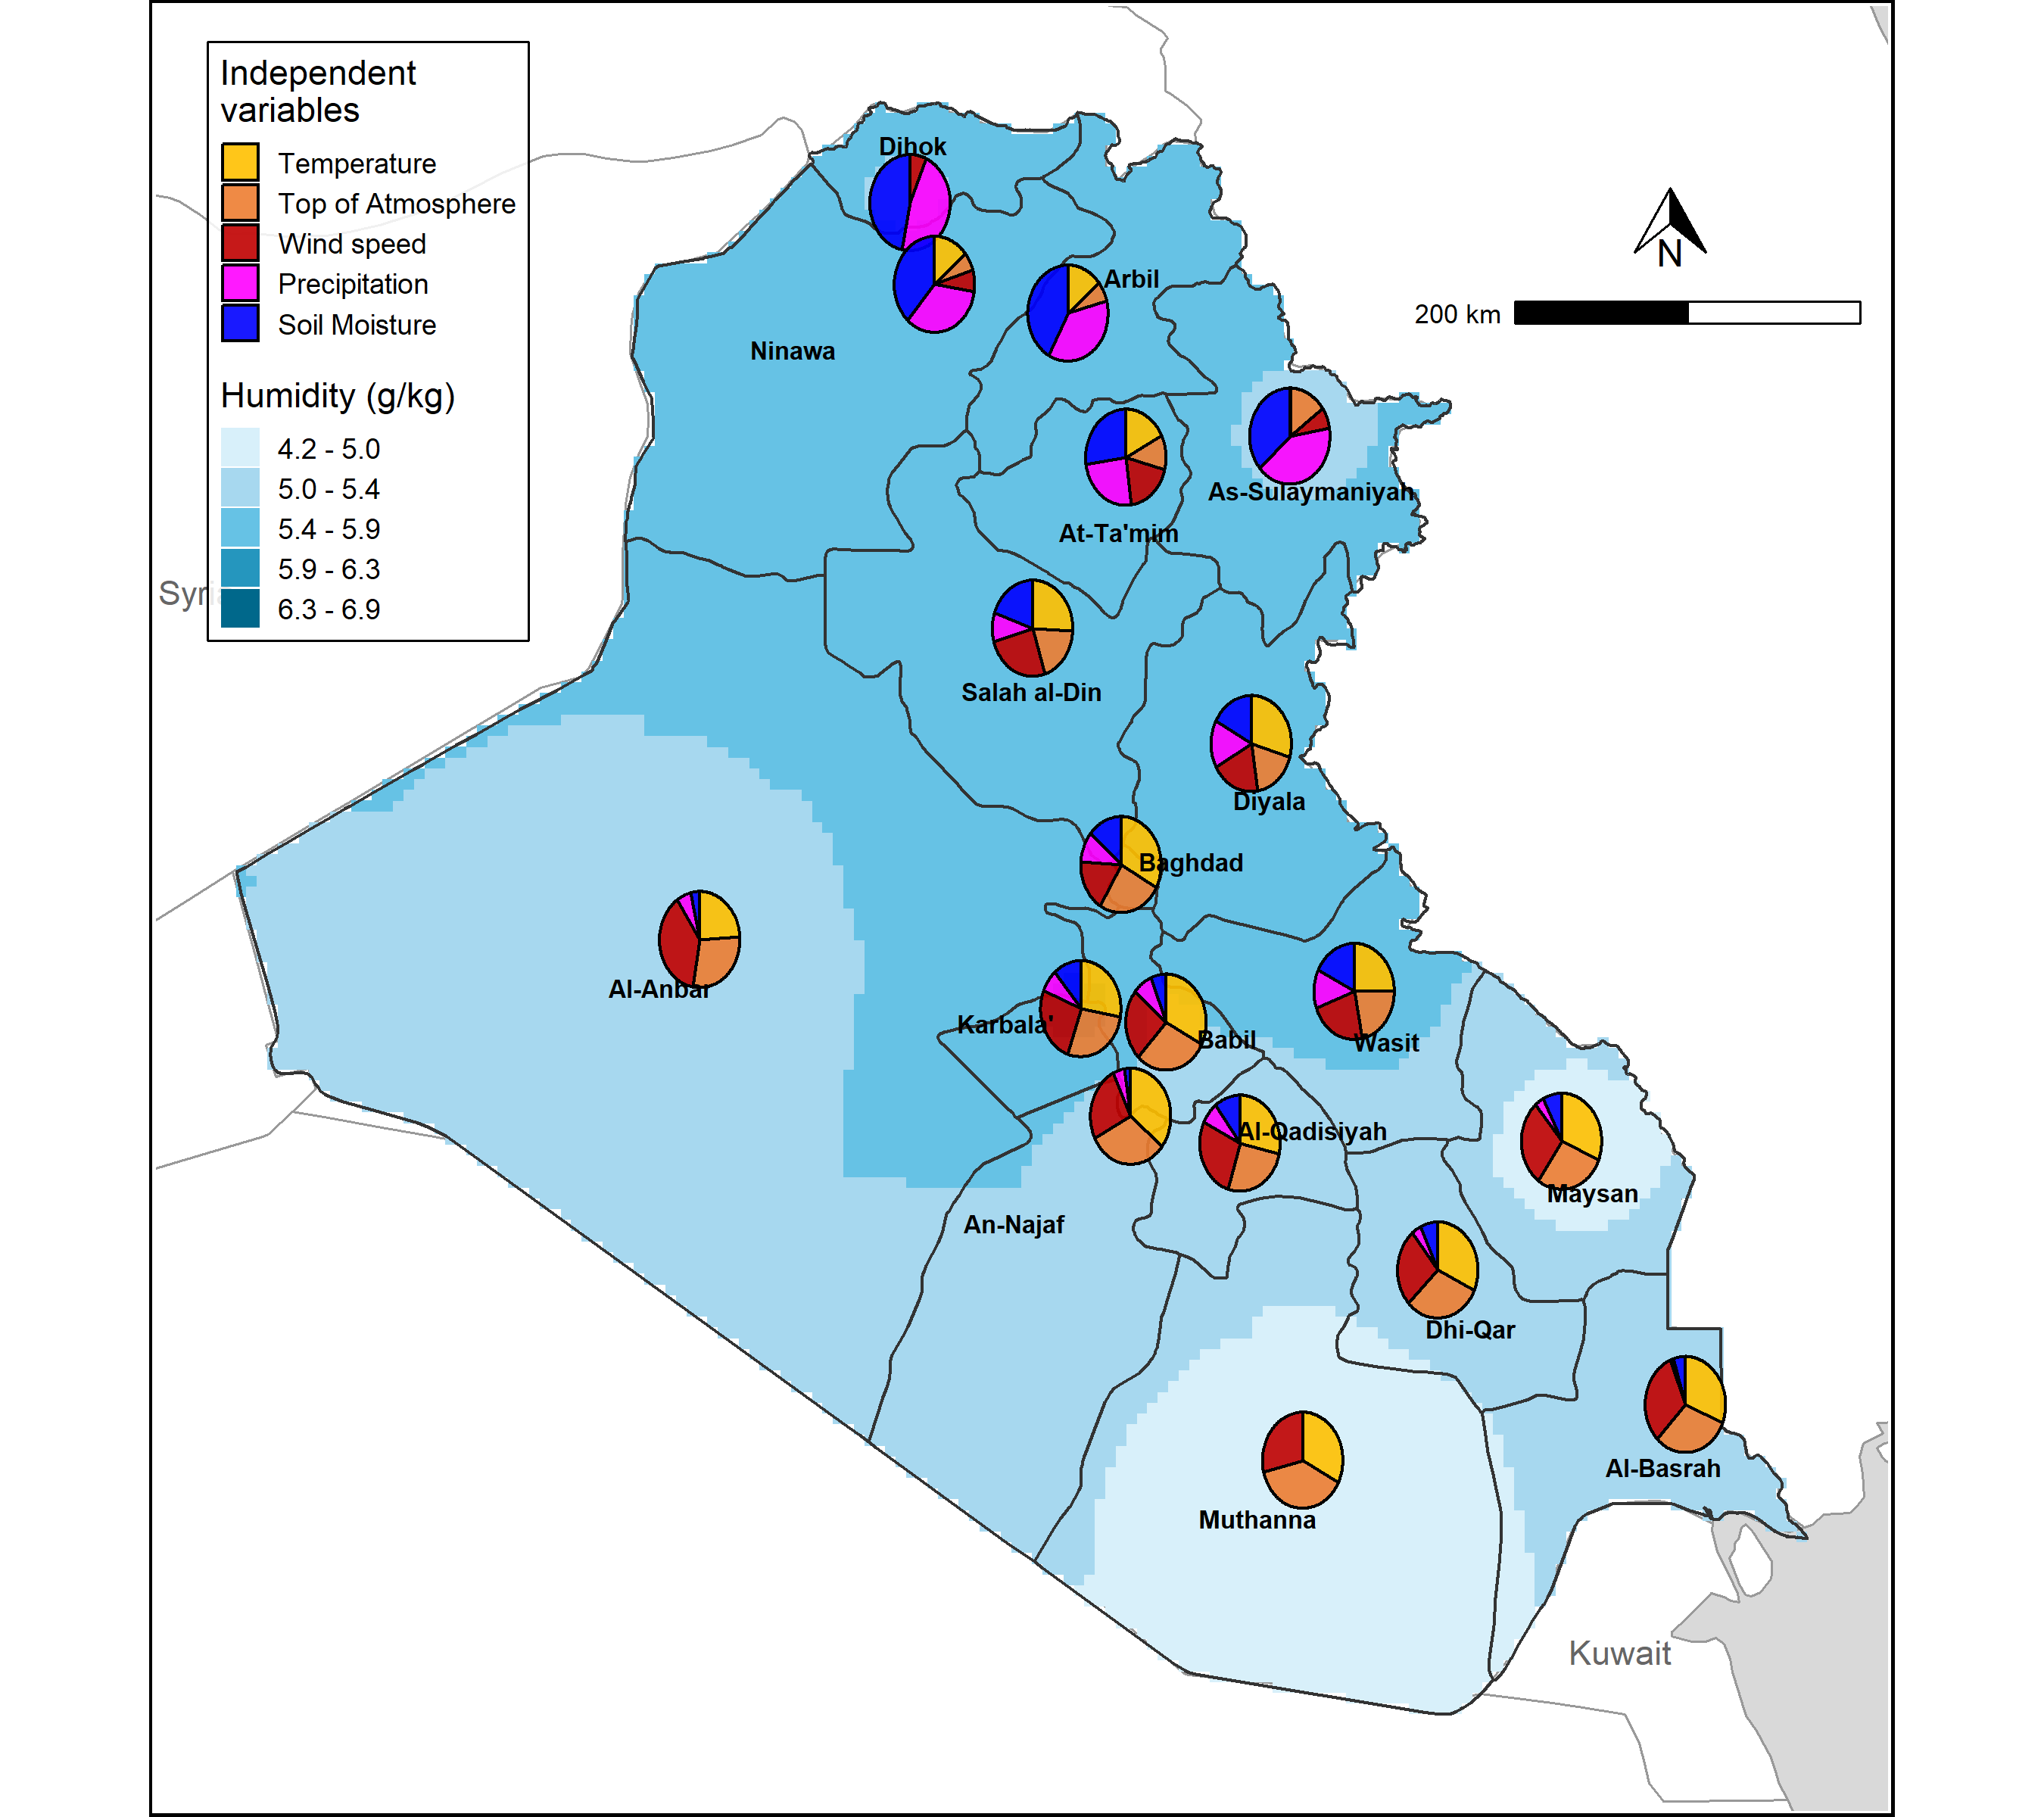 Independent
variables
Temperature
Top of Atmosphere
Wind speed
Precipitation
Soil Moisture
Humidity (g/kg)
4.2 - 5.0
5.0 - 5.4
5.4 - 5.9
5.9 - 6.3
6.3 - 6.9
Syria
N
200 km
Dihok
Arbil
Ninawa
As-Sulaymaniyah
At-Ta'mim
Salah al-Din
Diyala
Baghdad
Al-Anbar
Karbala'
Babil
Wasit
Al-Qadisiyah
Maysan
An-Najaf
Dhi-Qar
Al-Basrah
Muthanna
Kuwait